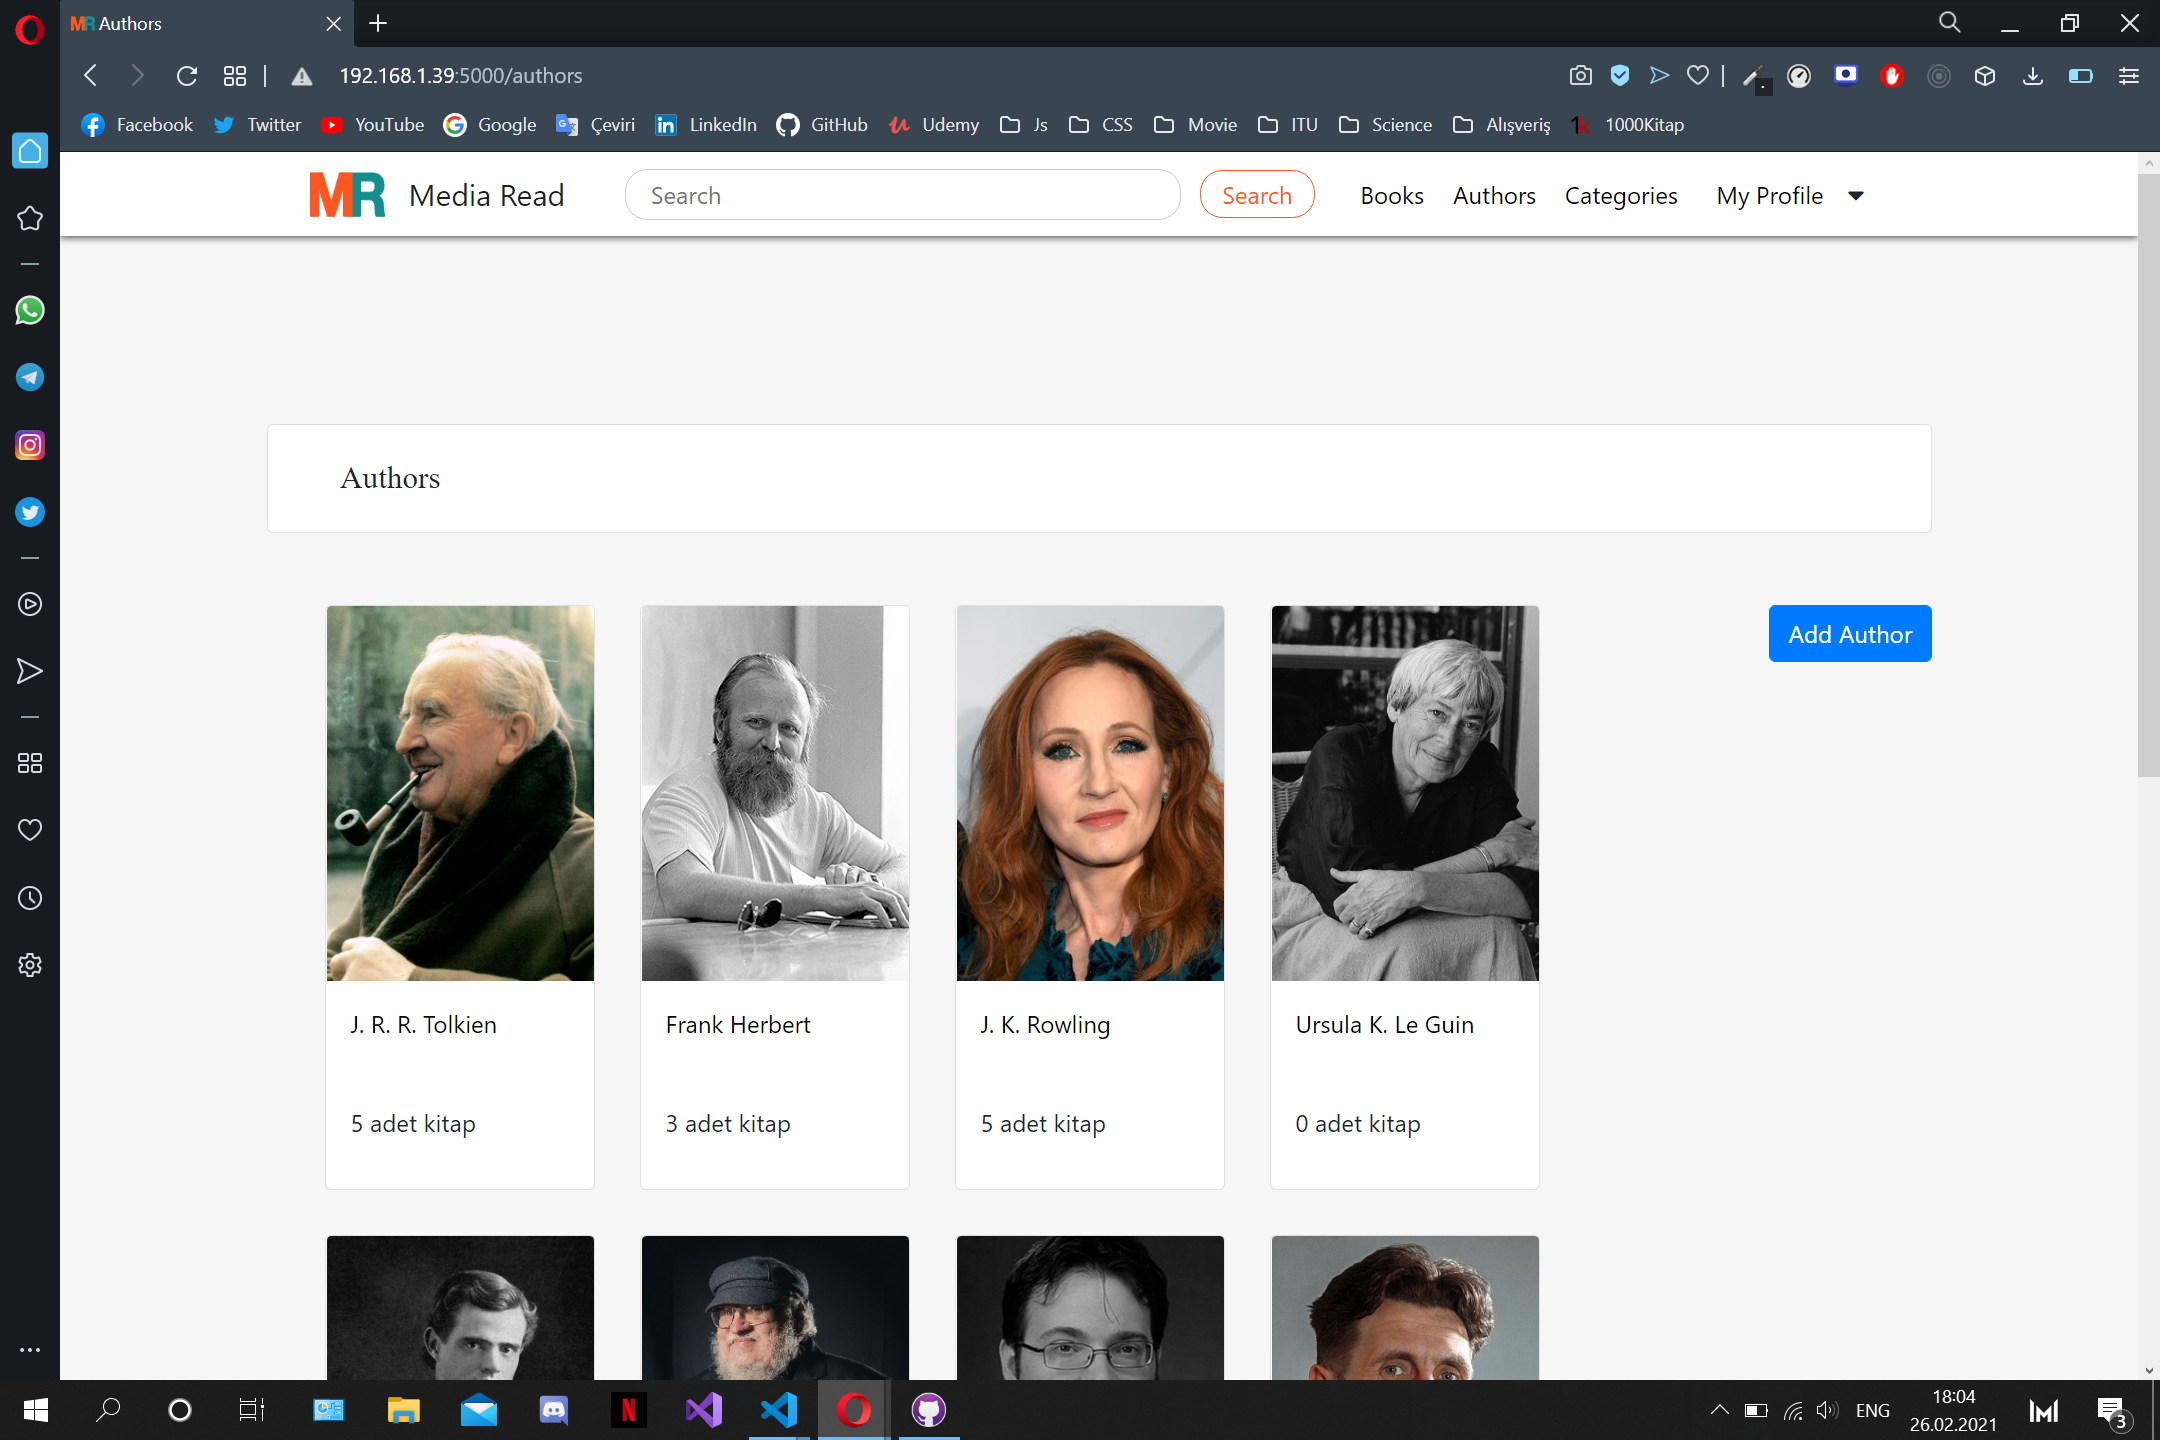 MR Authors
192.168.1.39:5000/authors
Facebook Twitter YouTube Google Çeviri LinkedIn GitHub Udemy Js CSS Movie ITU Science Alışveriş 1k 1000Kitap
MR Media Read Search Search Books Authors Categories My Profile
Authors
Add Author
J. R. R. Tolkien Frank Herbert J. K. Rowling Ursula K. Le Guin
5 adet kitap 3 adet kitap 5 adet kitap 0 adet kitap
ENG 18:04
26.02.2021
3